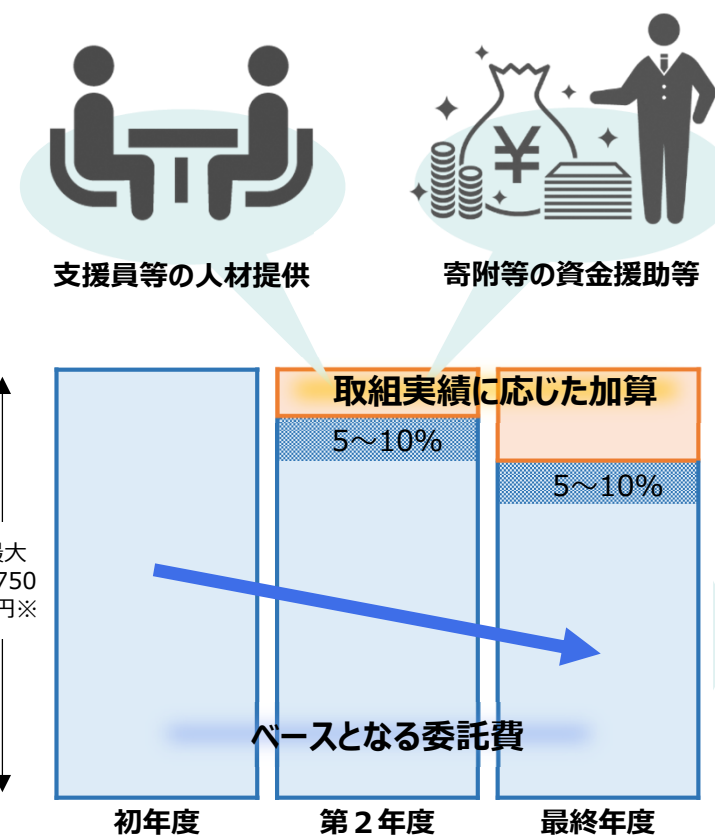 ¥
支援員等の人材提供
寄附等の資金援助等
取組実績に応じた加算
5～10%
5～10%
最大
750
円※
ベースとなる委託費
初年度
第２年度
最終年度